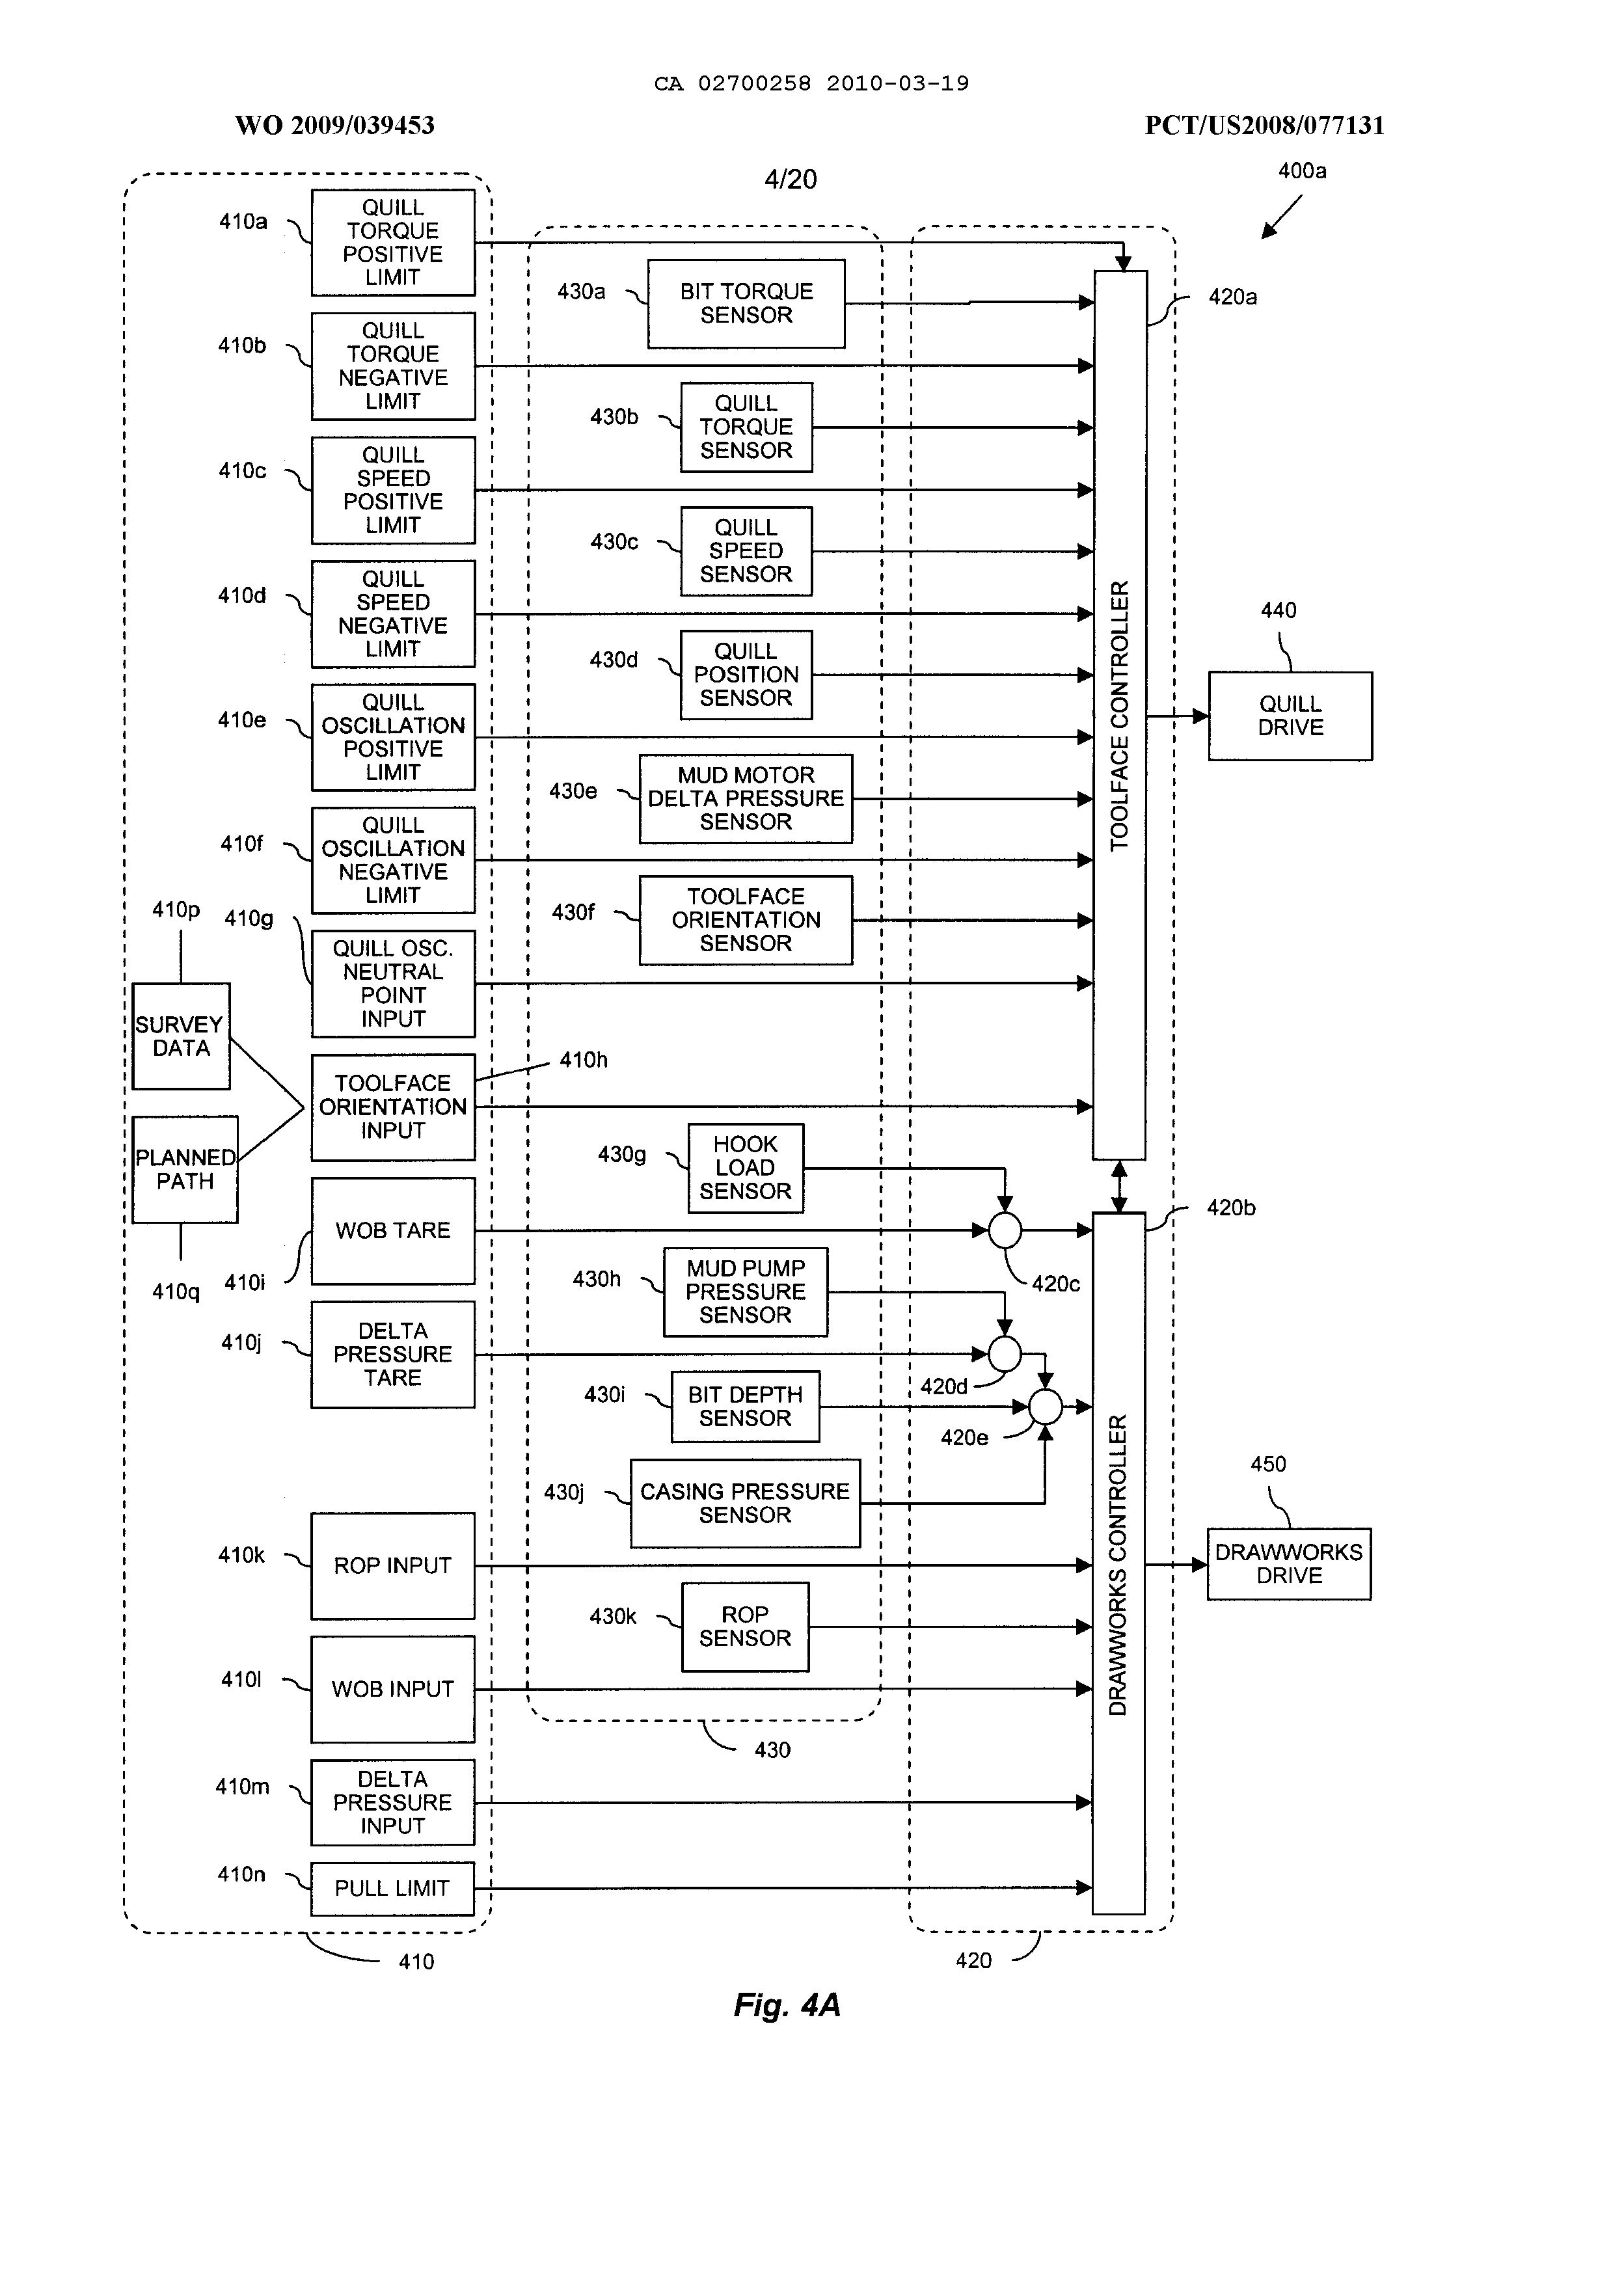 CA 02700258 2010-03-19
WO 2009/039453
PCT/US2008/077131
4/20
400a
410a
QUILL
TORQUE
POSITIVE
LIMIT
430a
BIT TORQUE
SENSOR
420a
410b
QUILL
TORQUE
NEGATIVE
LIMIT
430b
QUILL
TORQUE
SENSOR
410c
QUILL
SPEED
POSITIVE
LIMIT
430c
QUILL
SPEED
SENSOR
410d
QUILL
SPEED
NEGATIVE
LIMIT
430d
QUILL
POSITION
SENSOR
TOOLFACE CONTROLLER
440
QUILL
DRIVE
410e
QUILL
OSCILLATION
POSITIVE
LIMIT
430e
MUD MOTOR
DELTA PRESSURE
SENSOR
410f
QUILL
OSCILLATION
NEGATIVE
LIMIT
430f
TOOLFACE
ORIENTATION
SENSOR
410p
410g
QUILL OSC.
NEUTRAL
POINT
INPUT
SURVEY
DATA
410h
TOOLFACE
ORIENTATION
INPUT
PLANNED
PATH
430g
HOOK
LOAD
SENSOR
420b
410q
410i
WOB TARE
420c
430h
MUD PUMP
PRESSURE
SENSOR
410j
DELTA
PRESSURE
TARE
420d
430i
BIT DEPTH
SENSOR
420e
430j
CASING PRESSURE
SENSOR
DRAWWORKS CONTROLLER
450
DRAWWORKS
DRIVE
410k
ROP INPUT
430k
ROP
SENSOR
410l
WOB INPUT
430
410m
DELTA
PRESSURE
INPUT
410n
PULL LIMIT
410
420
Fig. 4A